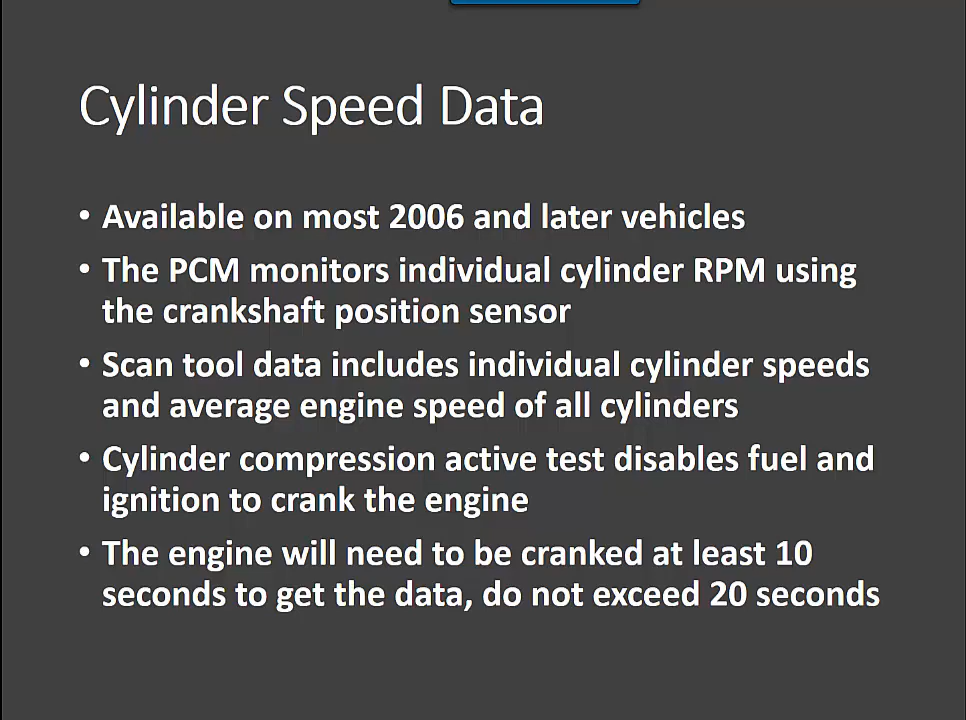 Cylinder Speed Data
• Available on most 2006 and later vehicles
• The PCM monitors individual cylinder RPM using
the crankshaft position sensor
• Scan tool data includes individual cylinder speeds
and average engine speed of all cylinders
• Cylinder compression active test disables fuel and
ignition to crank the engine
• The engine will need to be cranked at least 10
seconds to get the data, do not exceed 20 seconds